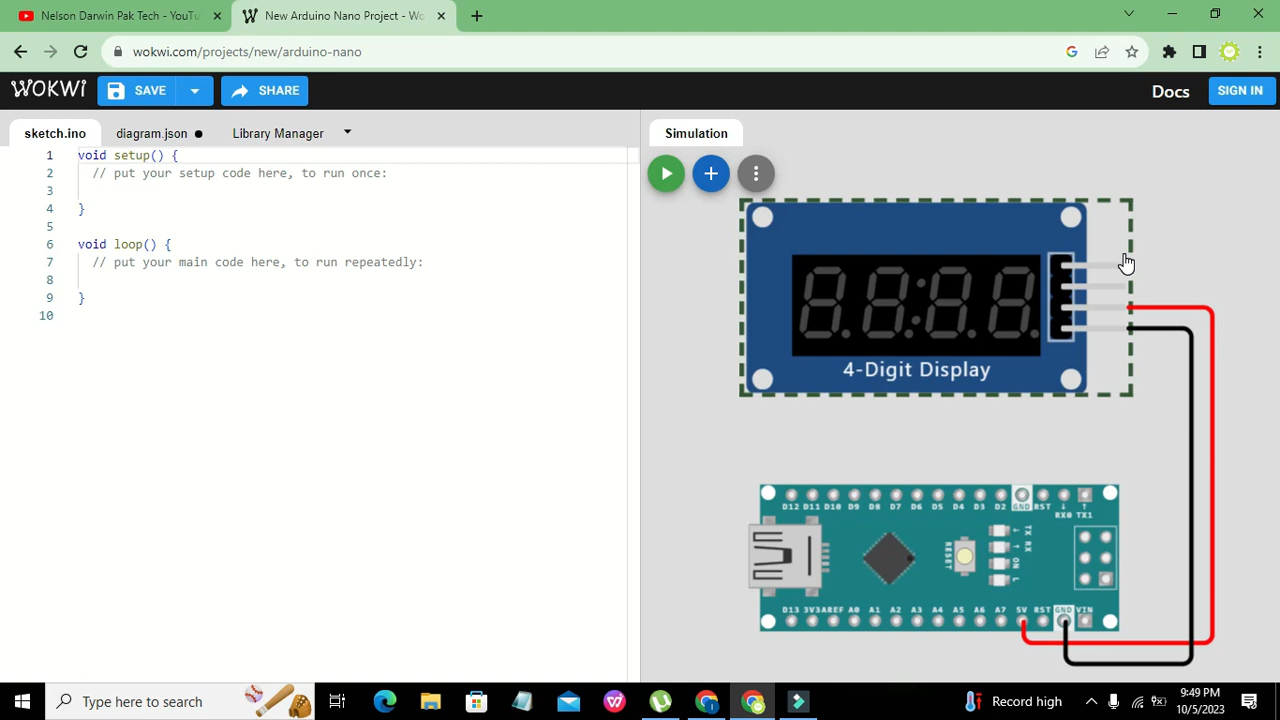 Nelson Darwin Pak Tech - YouTu
New Arduino Nano Project - Wo
wokwi.com/projects/new/arduino-nano
WOKWI
SAVE
SHARE
Docs
SIGN IN
sketch.ino
diagram.json
Library Manager
Simulation
1 void setup() {
2 // put your setup code here, to run once:
3
4 }
5
6 void loop() {
7 // put your main code here, to run repeatedly:
8
9 }
10
4-Digit Display
D12 D11 D10 D9 D8 D7 D6 D5 D4 D3 D2 GND RST RX0 TX1
RESET
TX
RX
ON
L
D13 3V3 AREF A0 A1 A2 A3 A4 A5 A6 A7 5V RST GND VIN
Type here to search
Record high
9:49 PM
10/5/2023